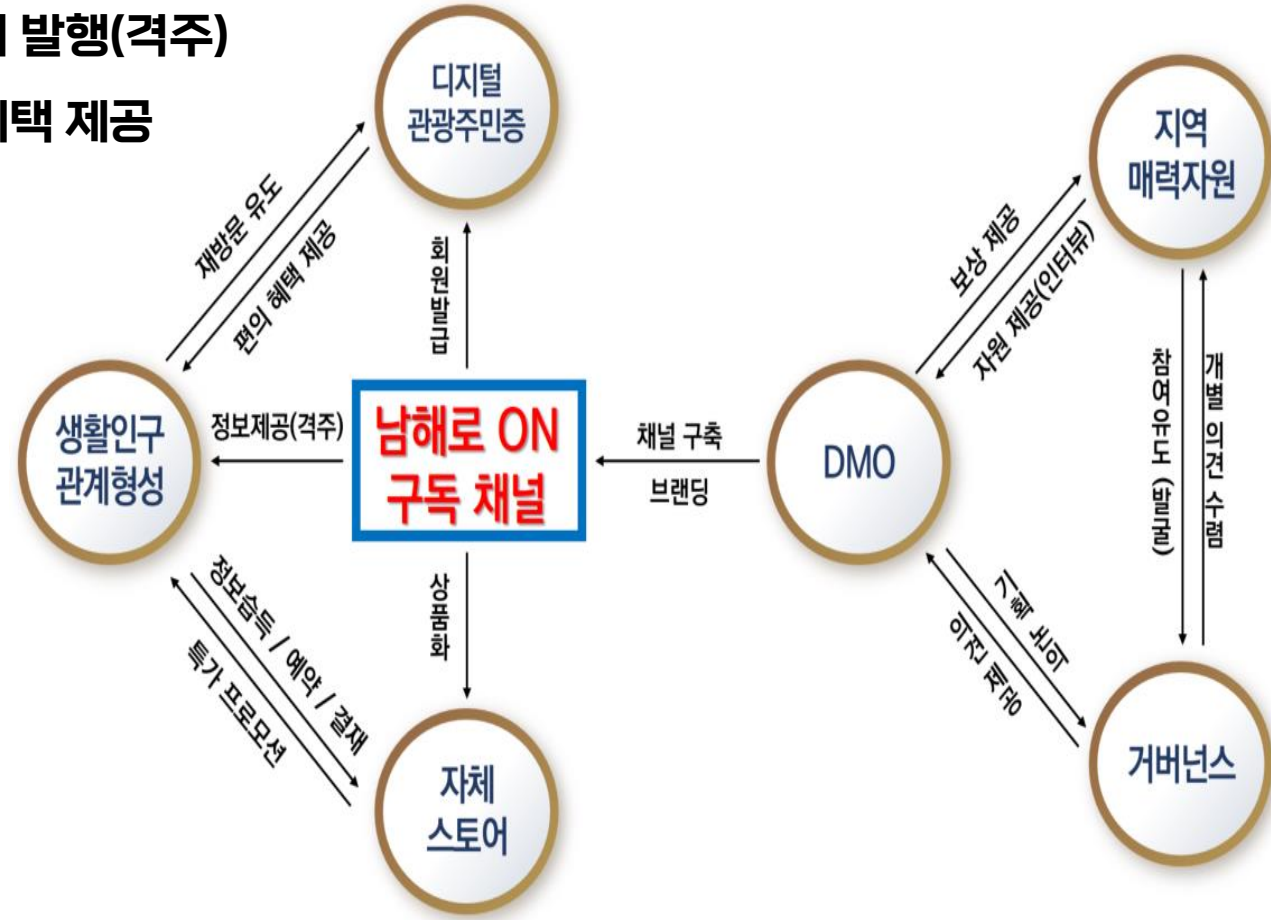 발행(격주)
제공
디지털
관광주민증
지역
매력자원
재방문 유도
편의 혜택 제공
회원발급
보상 제공
자원 제공(인터뷰)
생활인구
관계형성
정보제공(격주)
남해로 ON
구독 채널
채널 구축
브랜딩
DMO
참여유도 (발굴)
개별 의견 수렴
정보습득 / 예약 / 결재
특가 프로모션
상품화
기획 논의
의견 제공
자체
스토어
거버넌스